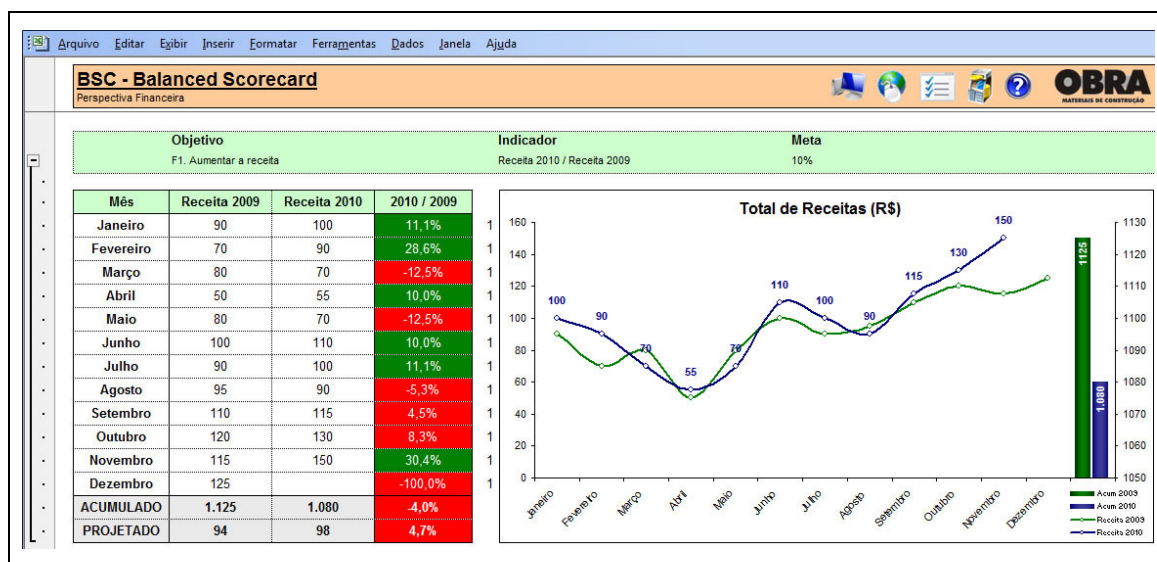 Arquivo Editar Exibir Inserir Formatar Ferramentas Dados Janela Ajuda
BSC - Balanced Scorecard
Perspectiva Financeira
OBRA
MATERIAIS DE CONSTRUÇÃO
Objetivo Indicador Meta
F1. Aumentar a receita Receita 2010 / Receita 2009 10%
Mês Receita 2009 Receita 2010 2010 / 2009
Janeiro 90 100 11,1% 1
Fevereiro 70 90 28,6% 1
Março 80 70 -12,5% 1
Abril 50 55 10,0% 1
Maio 80 70 -12,5% 1
Junho 100 110 10,0% 1
Julho 90 100 11,1% 1
Agosto 95 90 -5,3% 1
Setembro 110 115 4,5% 1
Outubro 120 130 8,3% 1
Novembro 115 150 30,4% 1
Dezembro 125 -100,0% 1
ACUMULADO 1.125 1.080 -4,0%
PROJETADO 94 98 4,7%
Total de Receitas (R$)
160
140
120
100
80
60
40
20
0
100
90
70
55
70
110
100
90
115
130
150
1125
1.080
1130
1120
1110
1100
1090
1080
1070
1060
1050
Janeiro
Fevereiro
Março
Abril
Maio
Junho
Julho
Agosto
Setembro
Outubro
Novembro
Dezembro
Acum 2009
Acum 2010
Receita 2009
Receita 2010